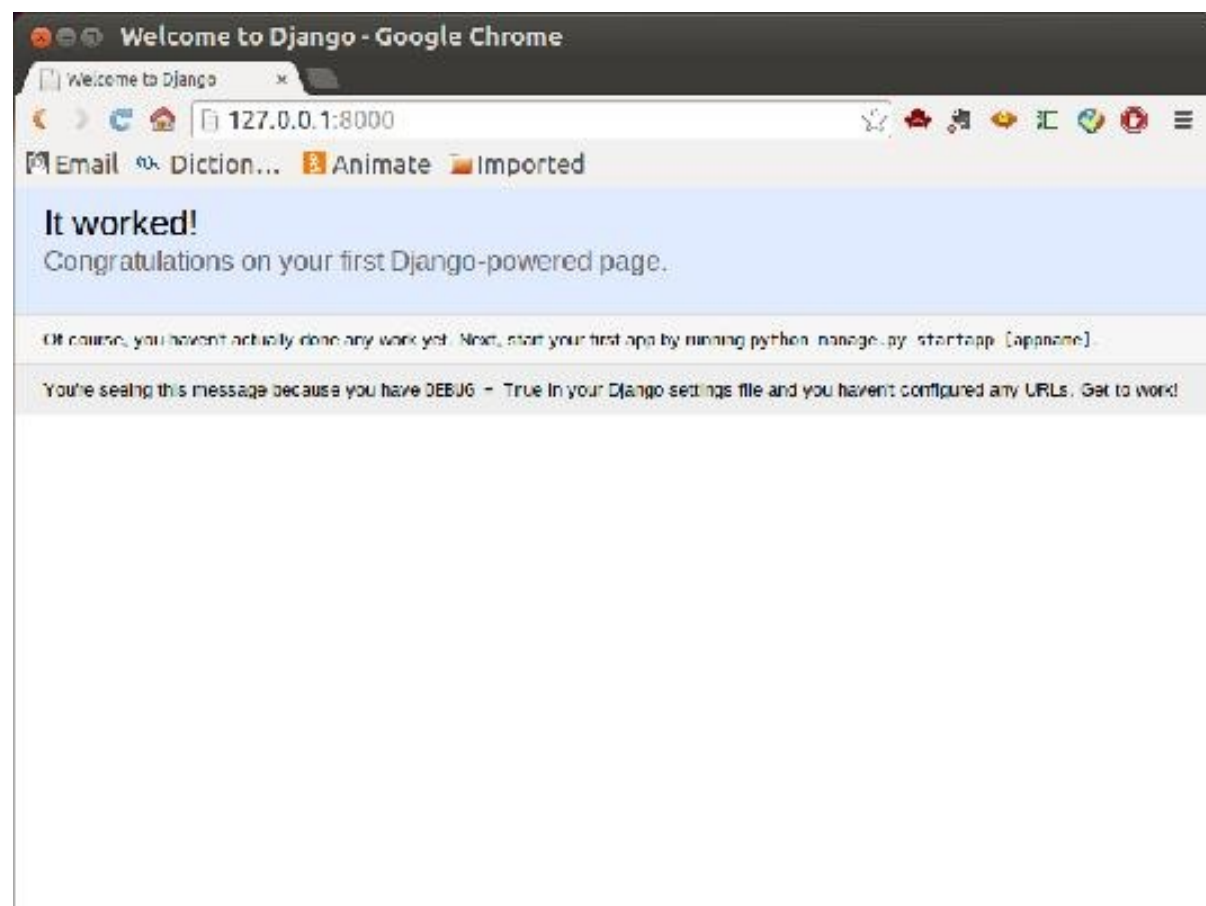 Welcome to Django - Google Chrome
Welcome to Django
127.0.0.1:8000
Email Diction... Animate Imported
It worked!
Congratulations on your first Django-powered page.
Of course, you haven't actually done any work yet. Next, start your first app by running python manage.py startapp [appname].
You're seeing this message because you have DEBUG = True in your Django settings file and you haven't configured any URLs. Get to work!